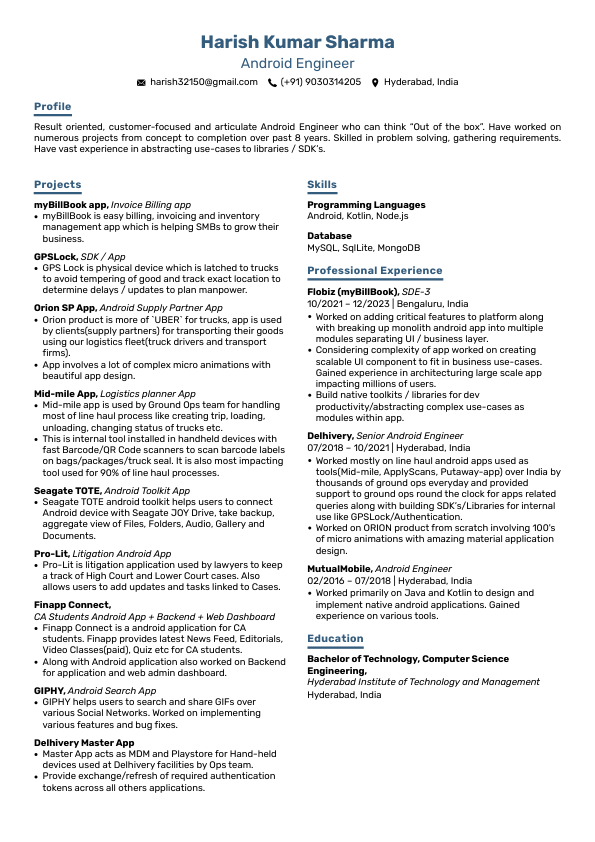 Harish Kumar Sharma
Android Engineer
harish32150@gmail.com (+91) 9030314205 Hyderabad, India
Profile
Result oriented, customer-focused and articulate Android Engineer who can think “Out of the box”. Have worked on
numerous projects from concept to completion over past 8 years. Skilled in problem solving, gathering requirements.
Have vast experience in abstracting use-cases to libraries / SDK’s.
Projects
myBillBook app, Invoice Billing app
• myBillBook is easy billing, invoicing and inventory
management app which is helping SMBs to grow their
business.
GPSLock, SDK / App
• GPS Lock is physical device which is latched to trucks
to avoid tempering of good and track exact location to
determine delays / updates to plan manpower.
Orion SP App, Android Supply Partner App
• Orion product is more of `UBER` for trucks, app is used
by clients(supply partners) for transporting their goods
using our logistics fleet(truck drivers and transport
firms).
• App involves a lot of complex micro animations with
beautiful app design.
Mid-mile App, Logistics planner App
• Mid-mile app is used by Ground Ops team for handling
most of line haul process like creating trip, loading,
unloading, changing status of trucks etc.
• This is internal tool installed in handheld devices with
fast Barcode/QR Code scanners to scan barcode labels
on bags/packages/truck seal. It is also most impacting
tool used for 90% of line haul processes.
Seagate TOTE, Android Toolkit App
• Seagate TOTE android toolkit helps users to connect
Android device with Seagate JOY Drive, take backup,
aggregate view of Files, Folders, Audio, Gallery and
Documents.
Pro-Lit, Litigation Android App
• Pro-Lit is litigation application used by lawyers to keep
a track of High Court and Lower Court cases. Also
allows users to add updates and tasks linked to Cases.
Finapp Connect,
CA Students Android App + Backend + Web Dashboard
• Finapp Connect is a android application for CA
students. Finapp provides latest News Feed, Editorials,
Video Classes(paid), Quiz etc for CA students.
• Along with Android application also worked on Backend
for application and web admin dashboard.
GIPHY, Android Search App
• GIPHY helps users to search and share GIFs over
various Social Networks. Worked on implementing
various features and bug fixes.
Delhivery Master App
• Master App acts as MDM and Playstore for Hand-held
devices used at Delhivery facilities by Ops team.
• Provide exchange/refresh of required authentication
tokens across all others applications.
Skills
Programming Languages
Android, Kotlin, Node.js
Database
MySQL, SqlLite, MongoDB
Professional Experience
Flobiz (myBillBook), SDE-3
10/2021 – 12/2023 | Bengaluru, India
• Worked on adding critical features to platform along
with breaking up monolith android app into multiple
modules separating UI / business layer.
• Considering complexity of app worked on creating
scalable UI component to fit in business use-cases.
Gained experience in architecturing large scale app
impacting millions of users.
• Build native toolkits / libraries for dev
productivity/abstracting complex use-cases as
modules within app.
Delhivery, Senior Android Engineer
07/2018 – 10/2021 | Hyderabad, India
• Worked mostly on line haul android apps used as
tools(Mid-mile, ApplyScans, Putaway-app) over India by
thousands of ground ops everyday and provided
support to ground ops round the clock for apps related
queries along with building SDK’s/Libraries for internal
use like GPSLock/Authentication.
• Worked on ORION product from scratch involving 100’s
of micro animations with amazing material application
design.
MutualMobile, Android Engineer
02/2016 – 07/2018 | Hyderabad, India
• Worked primarily on Java and Kotlin to design and
implement native android applications. Gained
experience on various tools.
Education
Bachelor of Technology, Computer Science
Engineering,
Hyderabad Institute of Technology and Management
Hyderabad, India